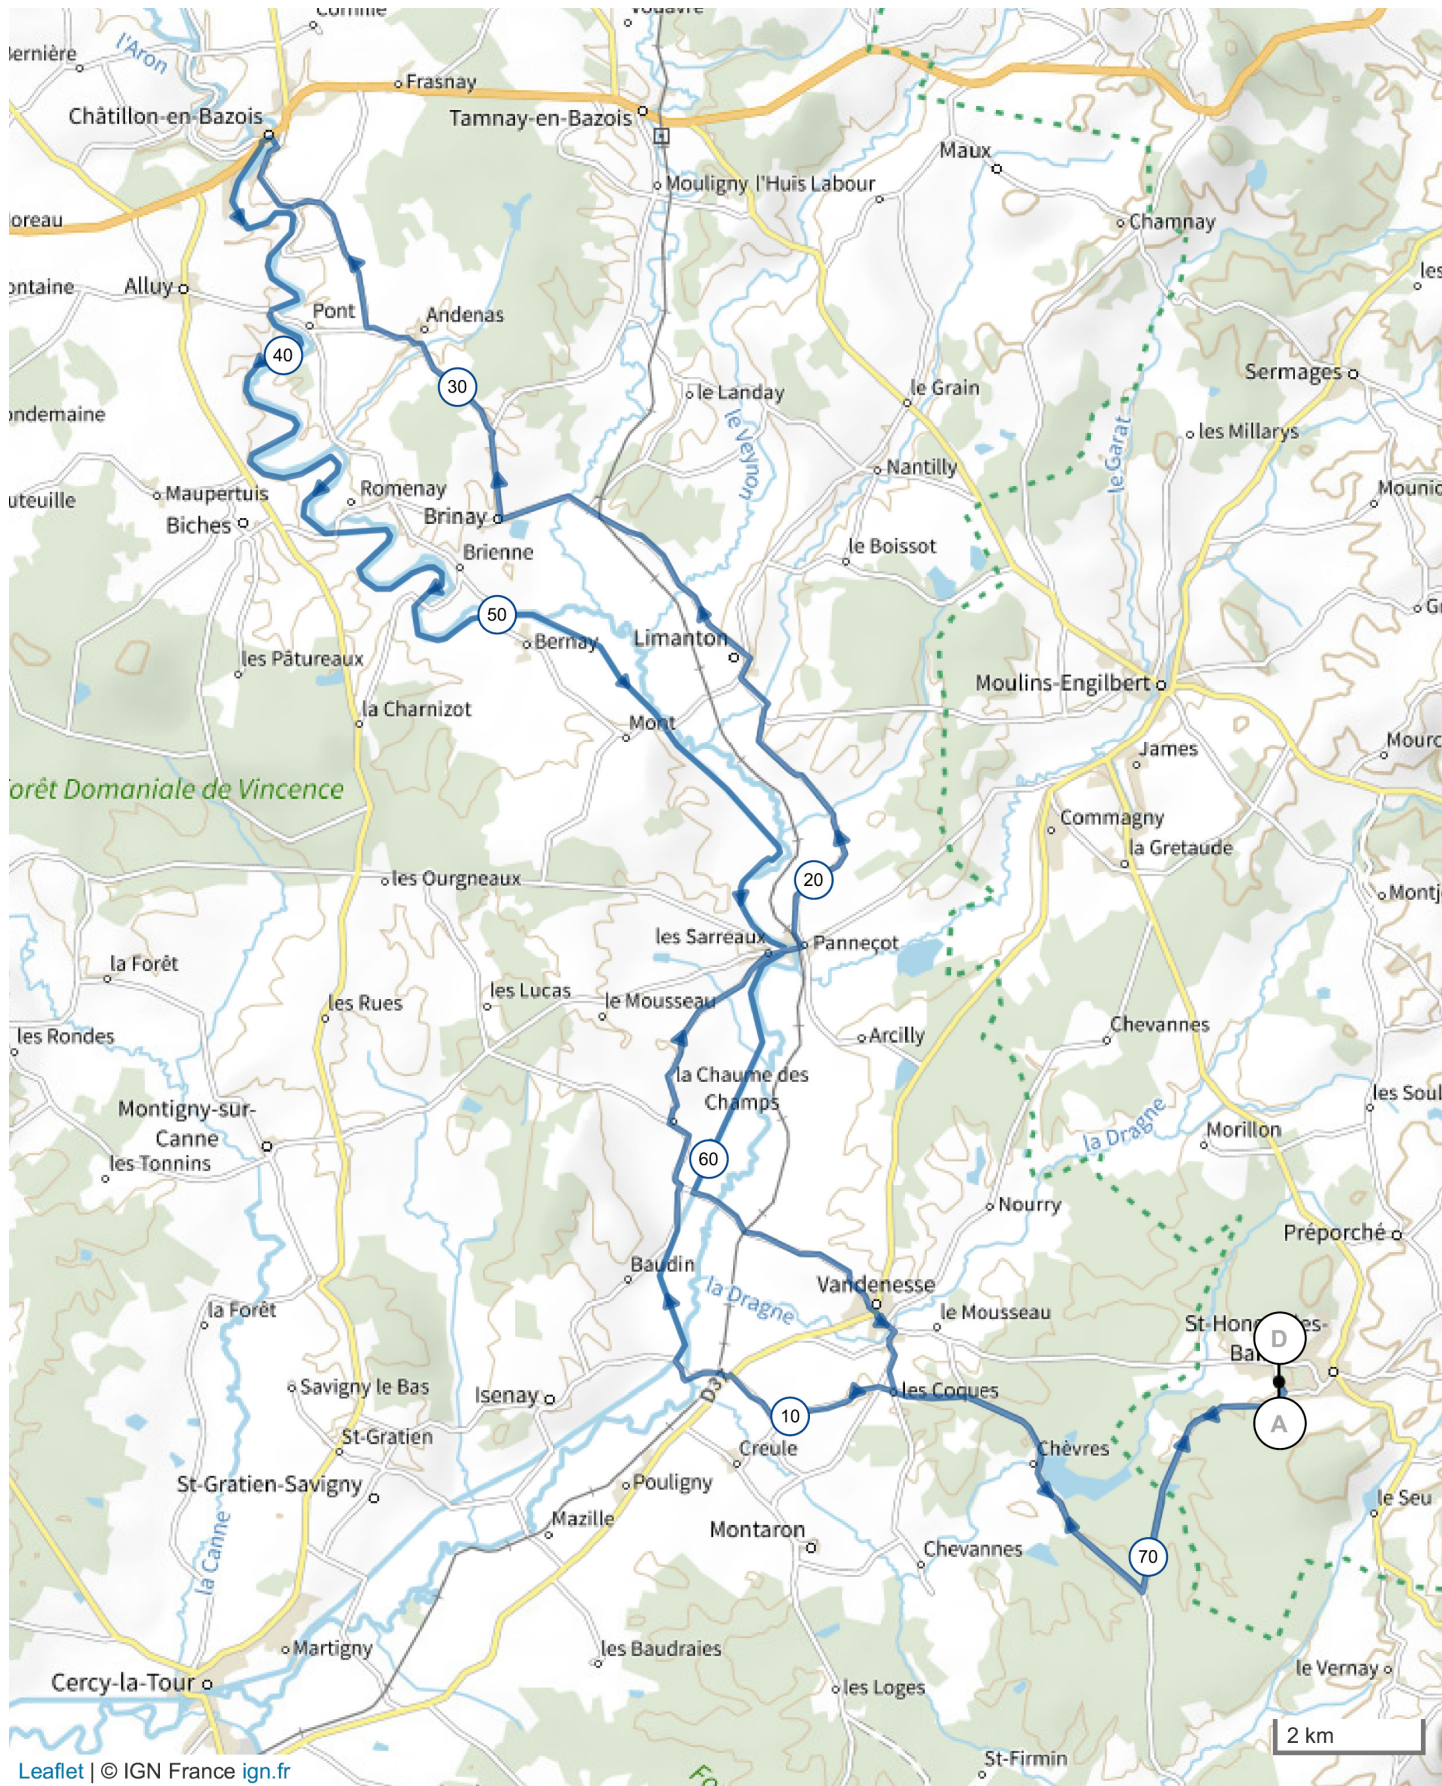 Corneille
l'Aron
Frasnay
Châtillon-en-Bazois
Tamnay-en-Bazois
Maux
Mouligny l'Huis Labour
Chamnay
Alluy
Pont
Andenas
40
30
le Landay
le Grain
Sermages
le Veynon
le Garat
les Millarys
Nantilly
Maupertuis
Romenay
Biches
Brinay
Brienne
le Boissot
50
Bernay
Limanton
les Pâtureaux
Moulins-Engilbert
la Charnizot
Mont
James
orêt Domaniale de Vincence
Commagny
la Gretaude
les Ourgneaux
20
les Sarreaux
Panneçot
la Forêt
les Lucas
le Mousseau
les Rues
les Rondes
Arcilly
Chevannes
la Chaume des
Champs
Montigny-sur-
Canne
la Dragne
Morillon
les Tonnins
60
Nourry
Préporché
Baudin
la Dragne
Vandenesse
la Forêt
le Mousseau
D
Savigny le Bas
Isenay
les Coques
10
A
St-Gratien
Creule
Chèvres
St-Gratien-Savigny
Pouligny
le Seu
Mazille
Montaron
Chevannes
70
la Canne
Martigny
les Baudraies
Cercy-la-Tour
les Loges
le Vernay
2 km
St-Firmin
Leaflet | © IGN France ign.fr